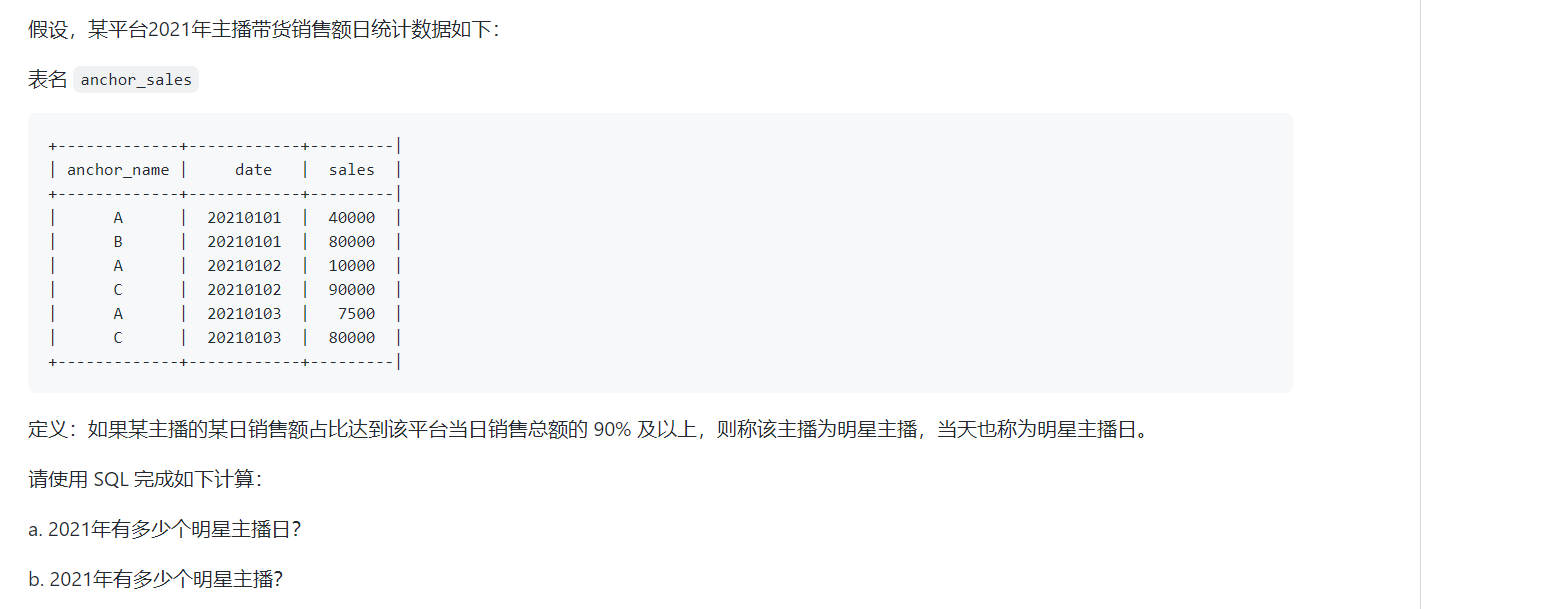 假设，某平台2021年主播带货销售额日统计数据如下：
表名 anchor_sales
+-------------+------------+---------|
| anchor_name |     date   |  sales  |
+-------------+------------+---------|
|      A      |  20210101  |  40000  |
|      B      |  20210101  |  80000  |
|      A      |  20210102  |  10000  |
|      C      |  20210102  |  90000  |
|      A      |  20210103  |   7500  |
|      C      |  20210103  |  80000  |
+-------------+------------+---------|
定义：如果某主播的某日销售额占比达到该平台当日销售总额的 90% 及以上，则称该主播为明星主播，当天也称为明星主播日。
请使用 SQL 完成如下计算：
a. 2021年有多少个明星主播日？
b. 2021年有多少个明星主播？